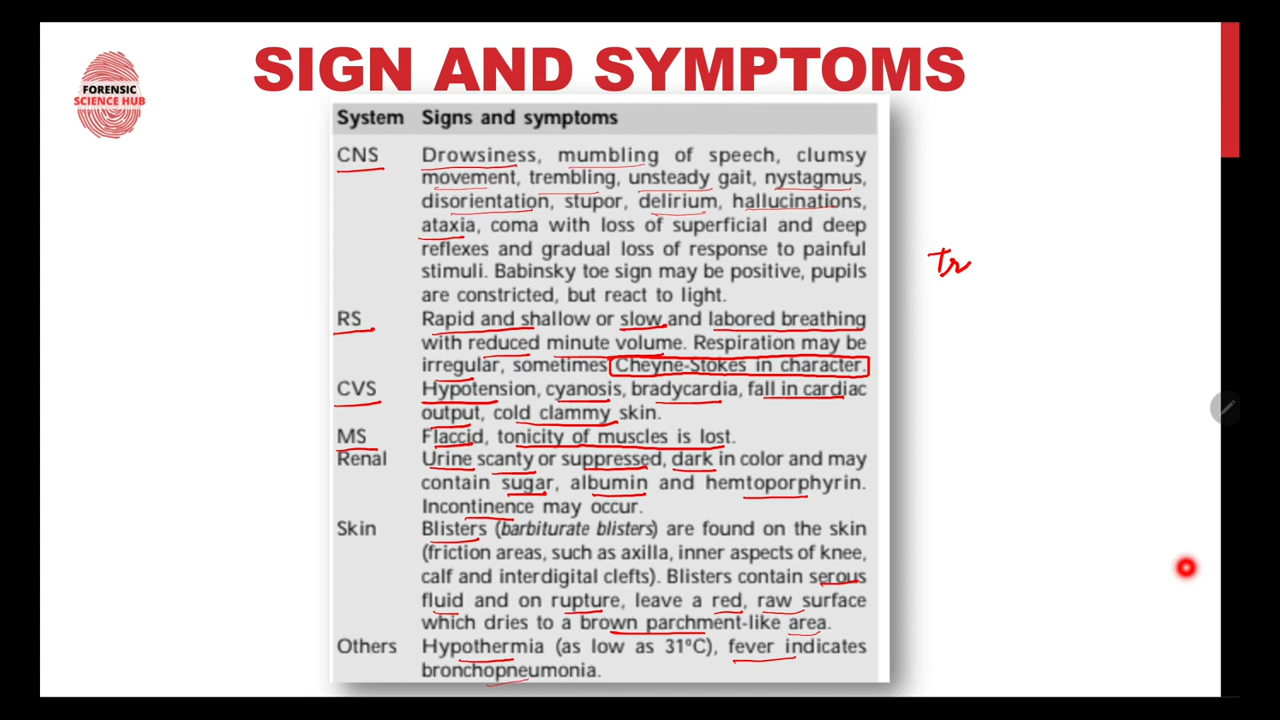 SIGN AND SYMPTOMS
FORENSIC
SCIENCE HUB
System Signs and symptoms
CNS Drowsiness, mumbling of speech, clumsy
movement, trembling, unsteady gait, nystagmus,
disorientation, stupor, delirium, hallucinations,
ataxia, coma with loss of superficial and deep
reflexes and gradual loss of response to painful
stimuli. Babinsky toe sign may be positive, pupils
are constricted, but react to light.
tr
RS Rapid and shallow or slow and labored breathing
with reduced minute volume. Respiration may be
irregular, sometimes Cheyne-Stokes in character.
CVS Hypotension, cyanosis, bradycardia, fall in cardiac
output, cold clammy skin.
MS Flaccid, tonicity of muscles is lost.
Renal Urine scanty or suppressed, dark in color and may
contain sugar, albumin and hemtoporphyrin.
Incontinence may occur.
Skin Blisters (barbiturate blisters) are found on the skin
(friction areas, such as axilla, inner aspects of knee,
calf and interdigital clefts). Blisters contain serous
fluid and on rupture, leave a red, raw surface
which dries to a brown parchment-like area.
Others Hypothermia (as low as 31ºC), fever indicates
bronchopneumonia.